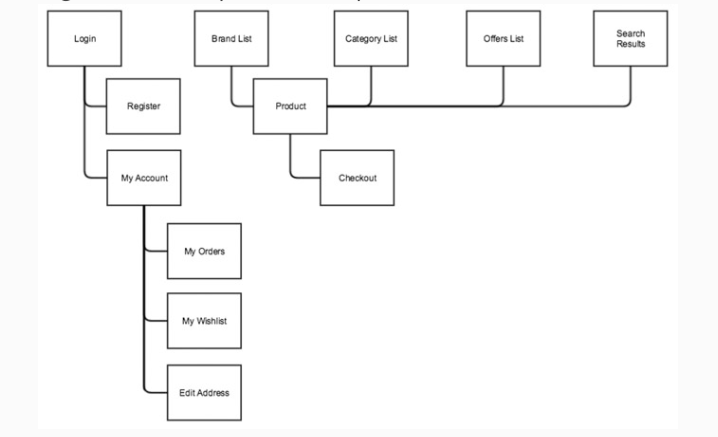 Login
Brand List
Category List
Offers List
Search
Results
Register
Product
My Account
Checkout
My Orders
My Wishlist
Edit Address